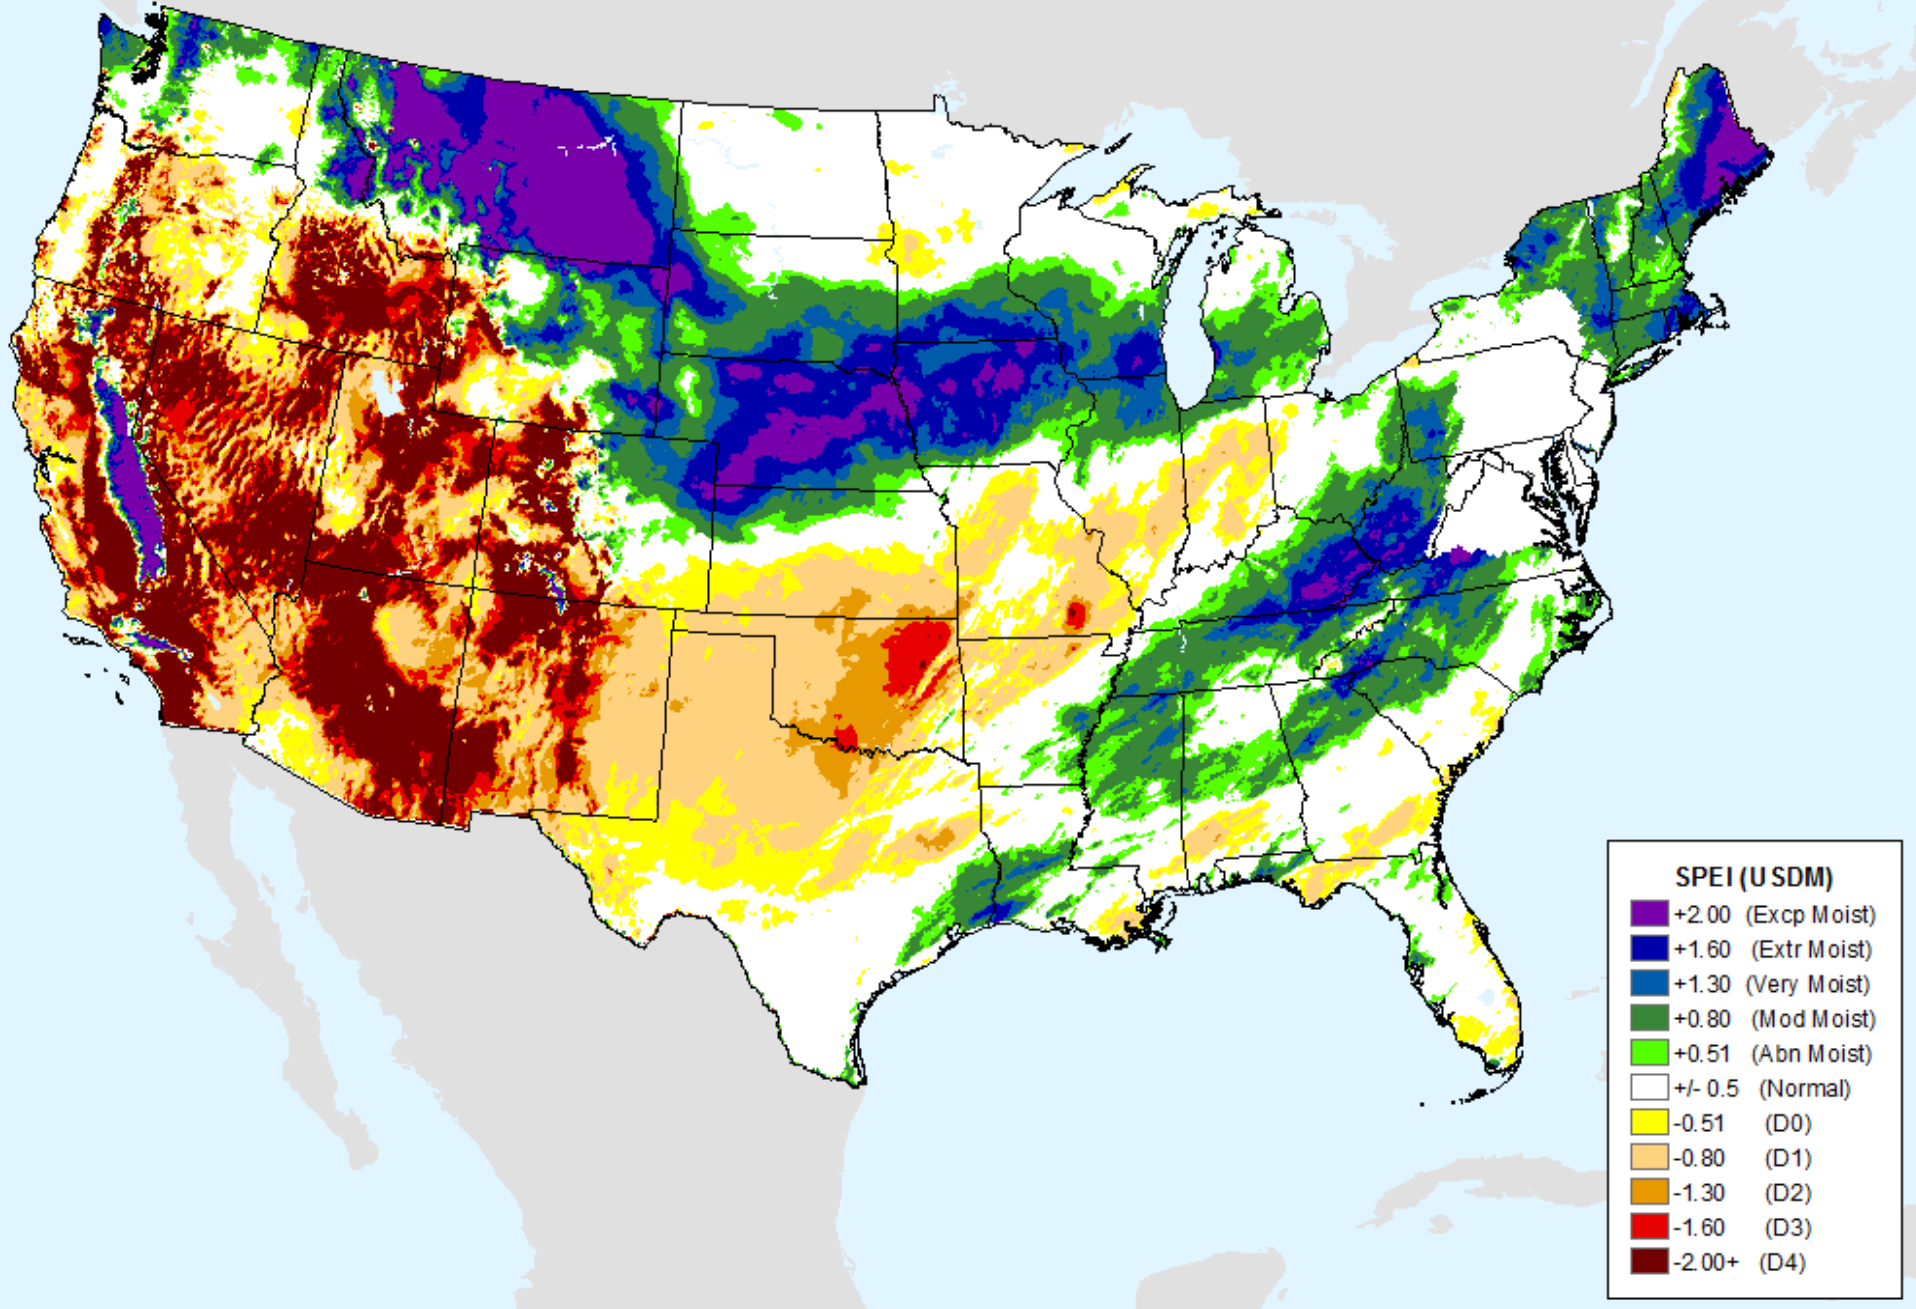 SPEI (USDM)
+2.00 (Excp Moist)
+1.60 (Extr Moist)
+1.30 (Very Moist)
+0.80 (Mod Moist)
+0.51 (Abn Moist)
+/- 0.5 (Normal)
-0.51 (D0)
-0.80 (D1)
-1.30 (D2)
-1.60 (D3)
-2.00+ (D4)